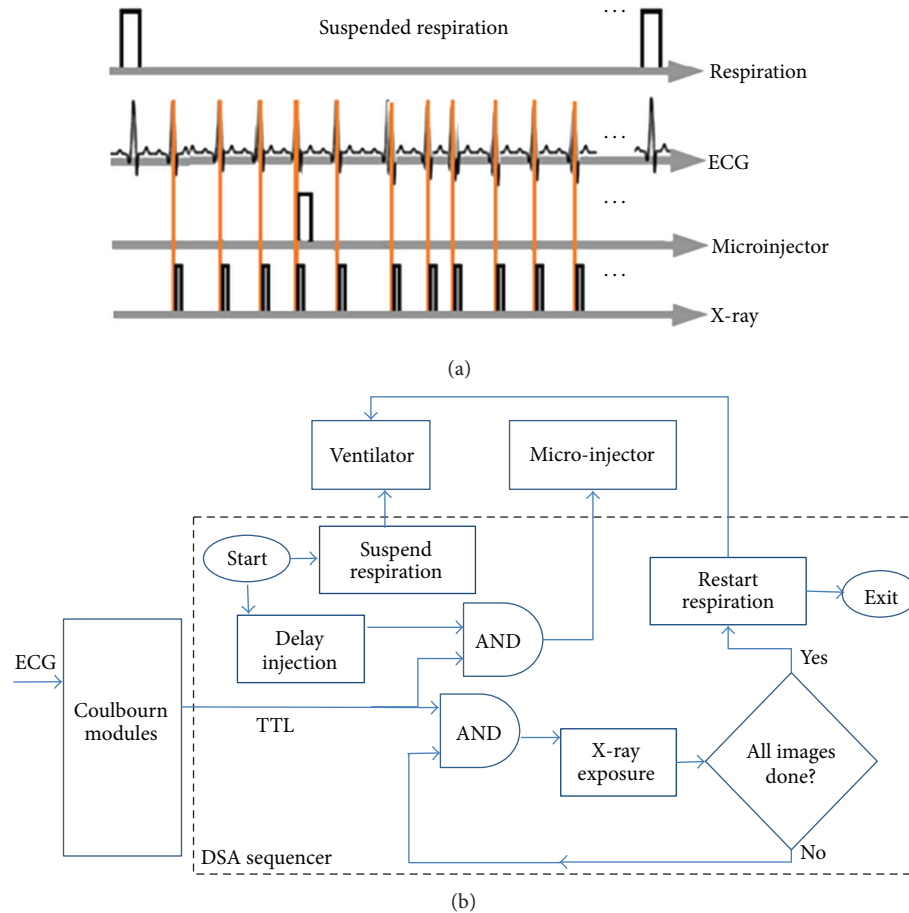 Suspended respiration
...
Respiration
...
ECG
...
Microinjector
...
X-ray
(a)
Ventilator
Micro-injector
Start
Suspend
respiration
Restart
respiration
Exit
Delay
injection
AND
Yes
ECG
Coulbourn
modules
TTL
AND
X-ray
exposure
All images
done?
No
DSA sequencer
(b)